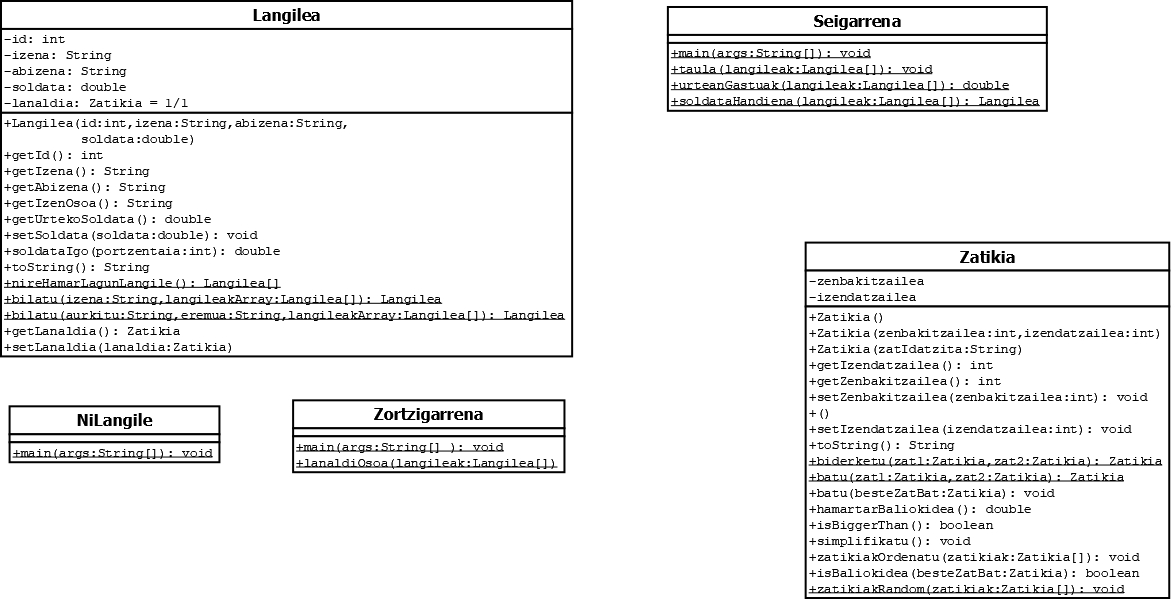 Langilea
-id: int
-izena: String
-abizena: String
-soldata: double
-lanaldia: Zatikia = 1/1
+Langilea(id:int,izena:String,abizena:String,
soldata:double)
+getId(): int
+getIzena(): String
+getAbizena(): String
+getIzenOsoa(): String
+getUrtekoSoldata(): double
+setSoldata(soldata:double): void
+soldataIgo(portzentaia:int): double
+toString(): String
+nireHamarLagunLangile(): Langilea[]
+bilatu(izena:String,langileakArray:Langilea[]): Langilea
+bilatu(aurkitu:String,eremua:String,langileakArray:Langilea[]): Langilea
+getLanaldia(): Zatikia
+setLanaldia(lanaldia:Zatikia)
Seigarrena
+main(args:String[]): void
+taula(langileak:Langilea[]): void
+urteanGastuak(langileak:Langilea[]): double
+soldataHandiena(langileak:Langilea[]): Langilea
NiLangile
+main(args:String[]): void
Zortzigarrena
+main(args:String[] ): void
+lanaldiOsoa(langileak:Langilea[])
Zatikia
-zenbakitzailea
-izendatzailea
+Zatikia()
+Zatikia(zenbakitzailea:int,izendatzailea:int)
+Zatikia(zatIdatzita:String)
+getIzendatzailea(): int
+getZenbakitzailea(): int
+setZenbakitzailea(zenbakitzailea:int): void
+()
+setIzendatzailea(izendatzailea:int): void
+toString(): String
+biderketu(zat1:Zatikia,zat2:Zatikia): Zatikia
+batu(zat1:Zatikia,zat2:Zatikia): Zatikia
+batu(besteZatBat:Zatikia): void
+hamartarBaliokidea(): double
+isBiggerThan(): boolean
+simplifikatu(): void
+zatikiakOrdenatu(zatikiak:Zatikia[]): void
+isBaliokidea(besteZatBat:Zatikia): boolean
+zatikiakRandom(zatikiak:Zatikia[]): void